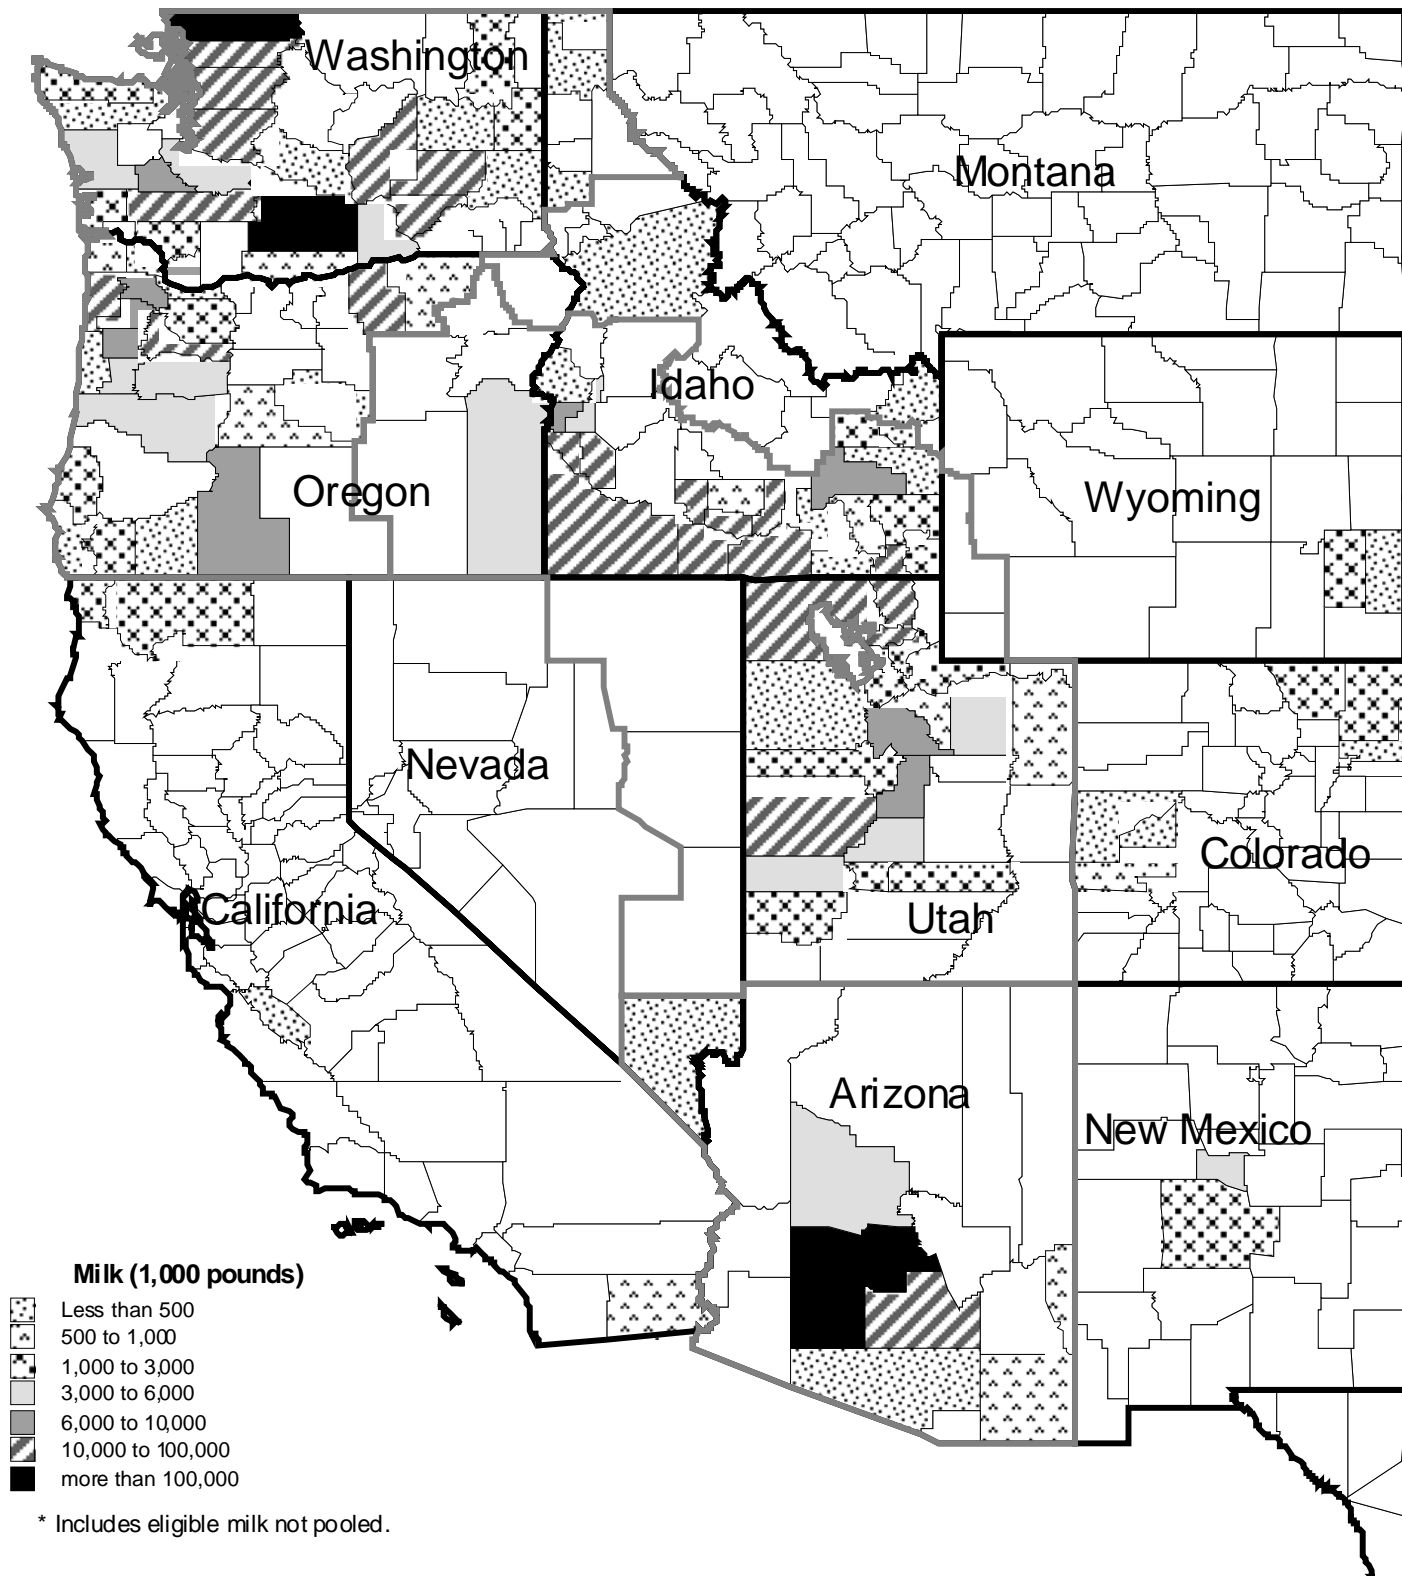 Washington
Montana
Idaho
Oregon
Wyoming
Nevada
Colorado
California
Utah
Arizona
New Mexico
Milk (1,000 pounds)
Less than 500
500 to 1,000
1,000 to 3,000
3,000 to 6,000
6,000 to 10,000
10,000 to 100,000
more than 100,000
* Includes eligible milk not pooled.